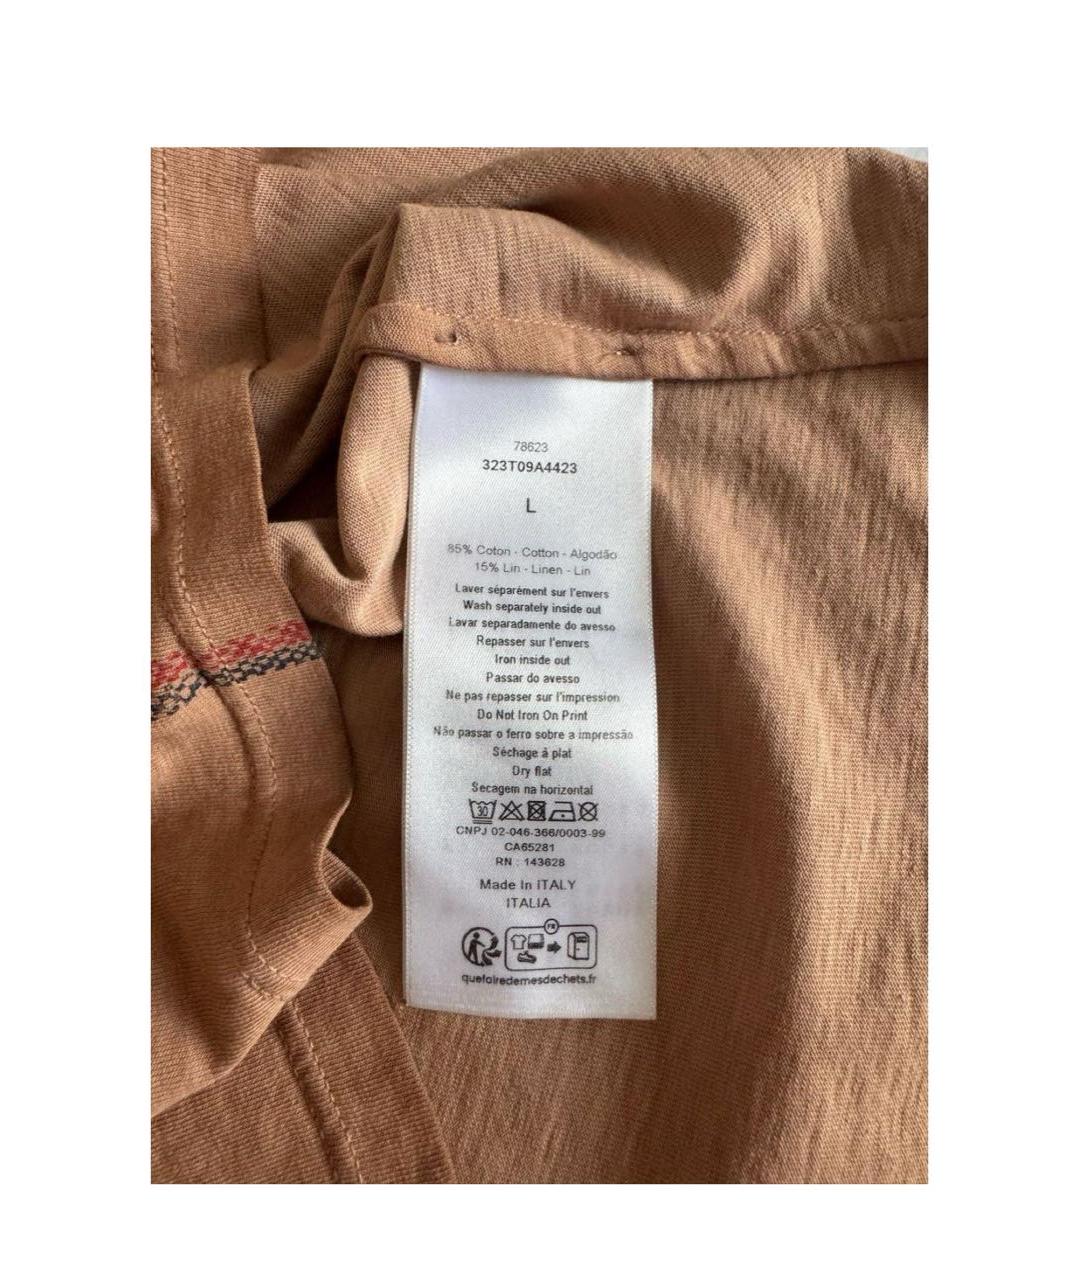 78623
323T09A4423
L
85% Coton - Cotton - Algodão
15% Lin - Linen - Lin
Laver séparément sur l'envers
Wash separately inside out
Lavar separadamente do avesso
Repasser sur l'envers
Iron inside out
Passar do avesso
Ne pas repasser sur l'impression
Do Not Iron On Print
Não passar o ferro sobre a impressão
Séchage à plat
Dry flat
Secagem na horizontal
30
CNPJ 02-046-366/0003-99
CA65281
RN : 143628
Made In ITALY
ITALIA
FR
quefairedemesdechets.fr